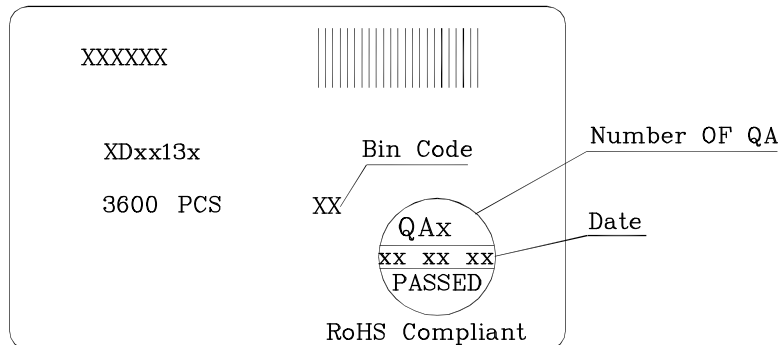 XXXXXX
XDxx13x
Bin Code
Number OF QA
3600 PCS
XX
QAx
Date
xx xx xx
PASSED
RoHS Compliant